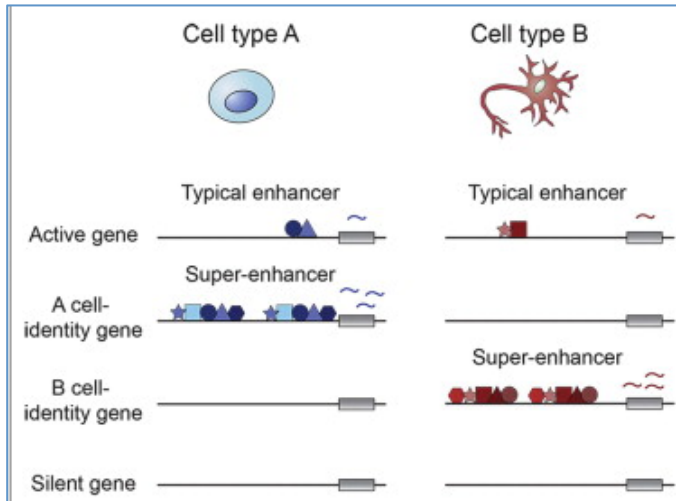 Cell type A
Cell type B
Typical enhancer
Typical enhancer
Active gene
Super-enhancer
A cell-
identity gene
Super-enhancer
B cell-
identity gene
Silent gene